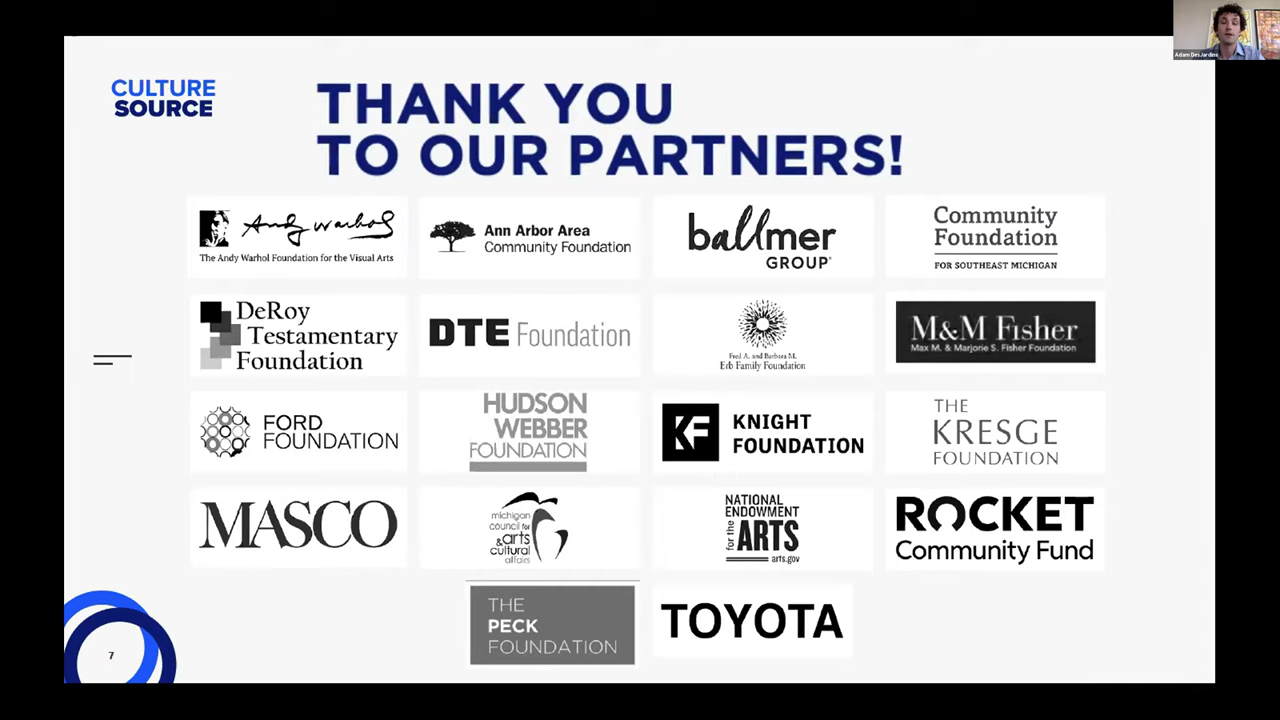 CULTURE
SOURCE
THANK YOU
TO OUR PARTNERS!
Adam DesJardins
Andy Warhol
The Andy Warhol Foundation for the Visual Arts
Ann Arbor Area
Community Foundation
ballmer
GROUP
Community
Foundation
FOR SOUTHEAST MICHIGAN
DeRoy
Testamentary
Foundation
DTE Foundation
Fred A. and Barbara M.
Erb Family Foundation
M&M Fisher
Max M. & Marjorie S. Fisher Foundation
FORD
FOUNDATION
HUDSON
WEBBER
FOUNDATION
KF
KNIGHT
FOUNDATION
THE
KRESGE
FOUNDATION
MASCO
michigan
council for
&arts
cultural
affairs
NATIONAL
ENDOWMENT
for the
ARTS
arts.gov
ROCKET
Community Fund
THE
PECK
FOUNDATION
TOYOTA
7